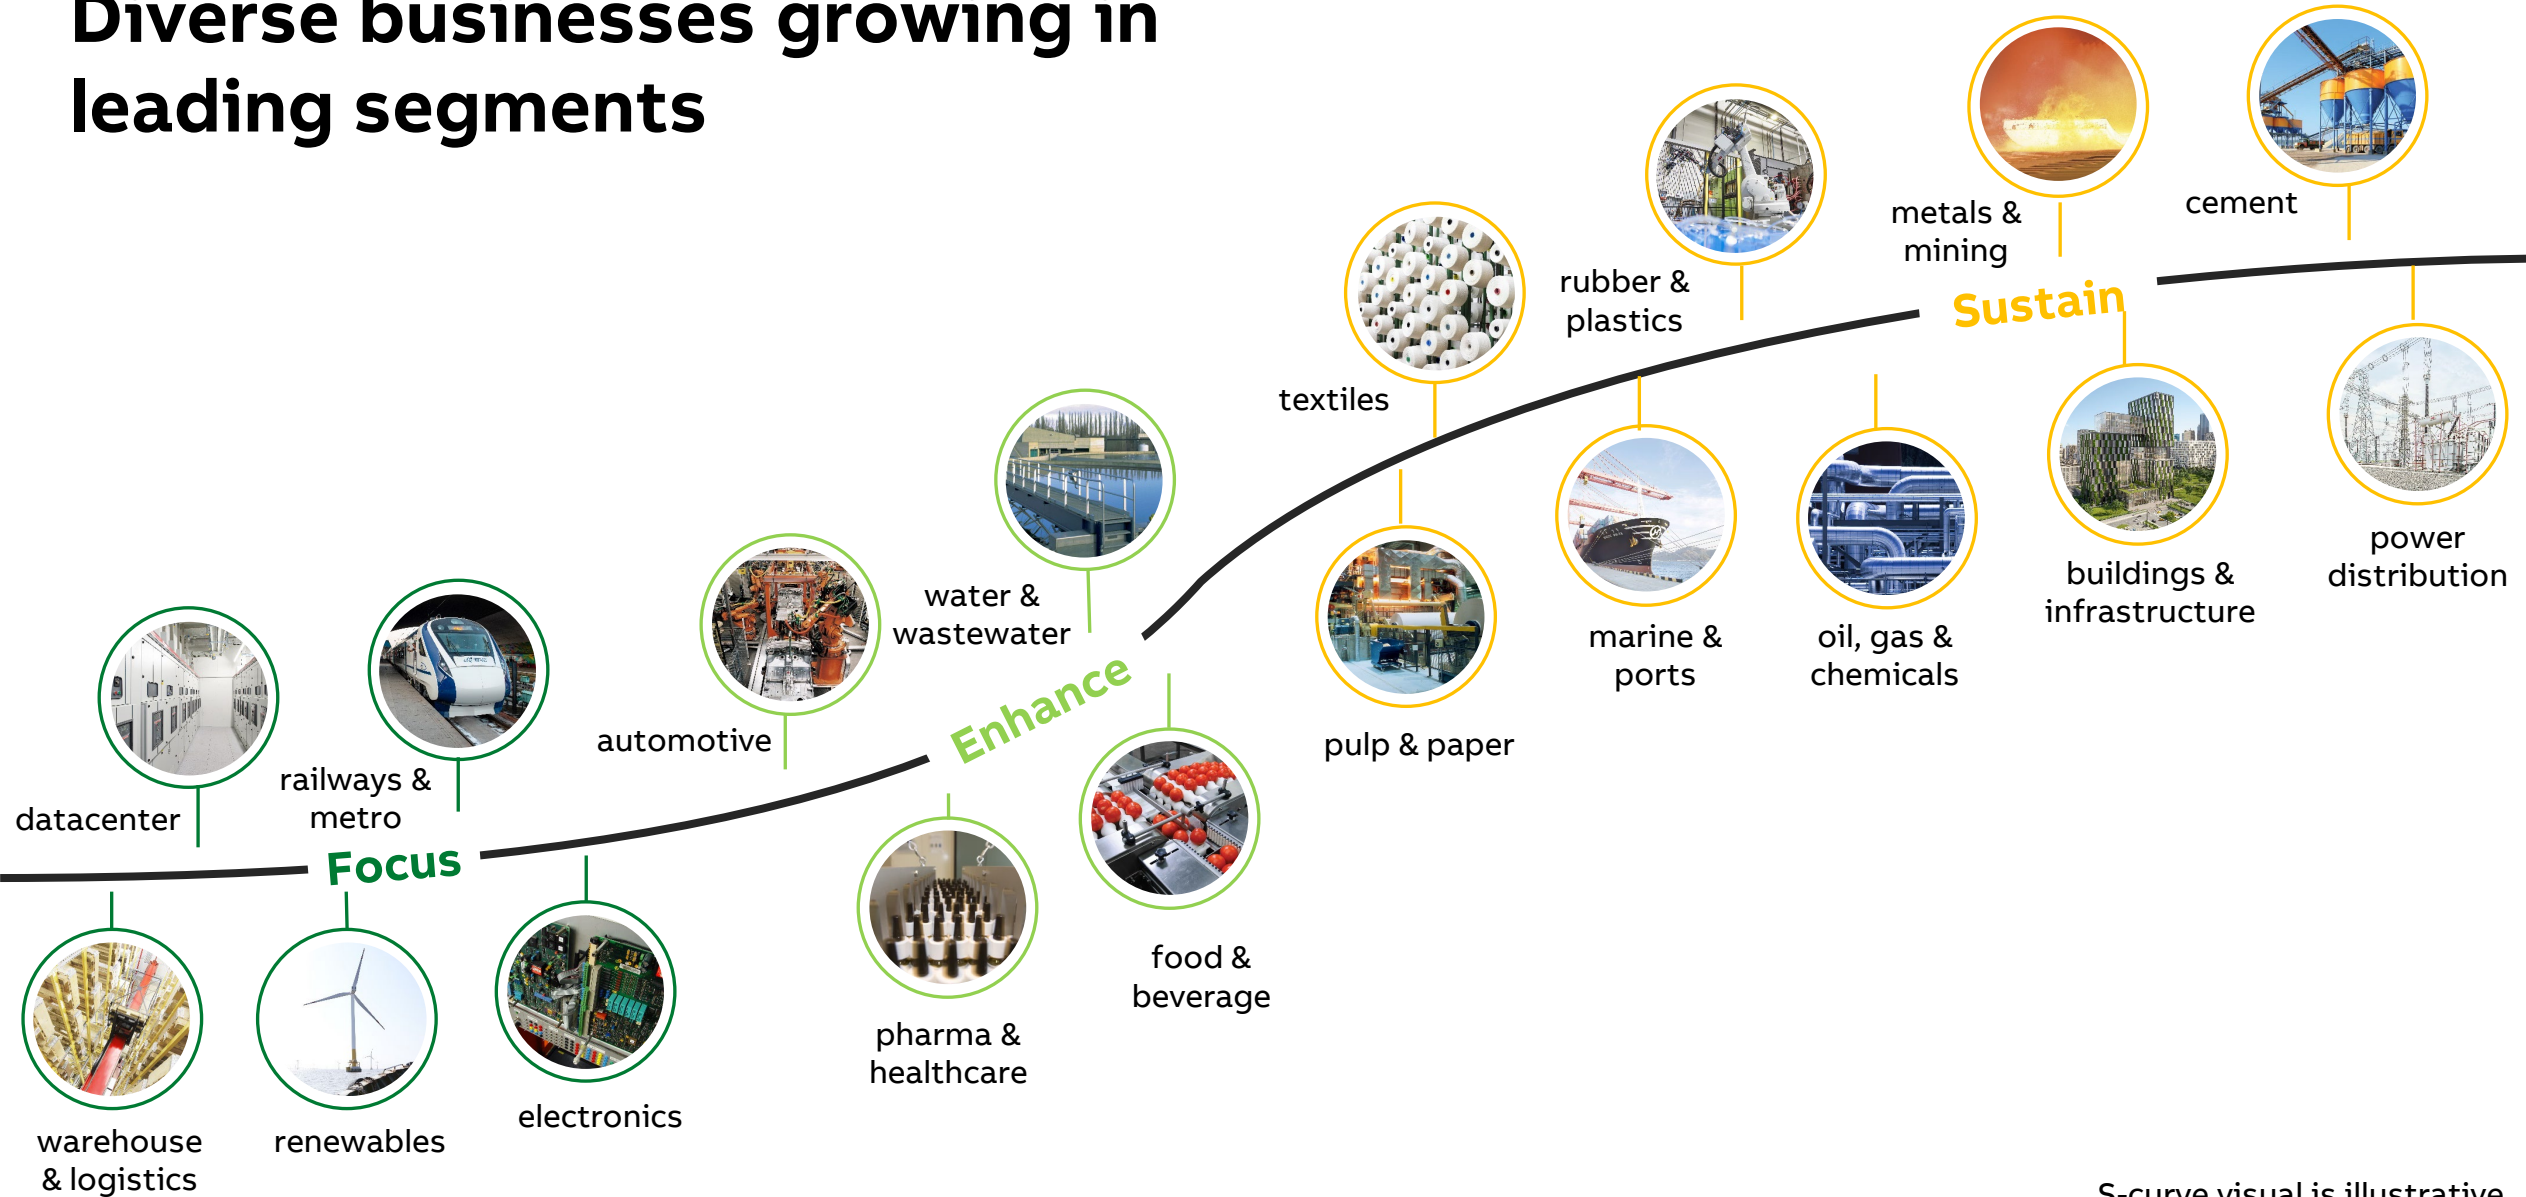 Diverse businesses growing in
leading segments
datacenter
railways &
metro
Focus
warehouse
& logistics
renewables
electronics
automotive
water &
wastewater
Enhance
pharma &
healthcare
food &
beverage
textiles
rubber &
plastics
metals &
mining
cement
Sustain
pulp & paper
marine &
ports
oil, gas &
chemicals
buildings &
infrastructure
power
distribution
S-curve visual is illustrative